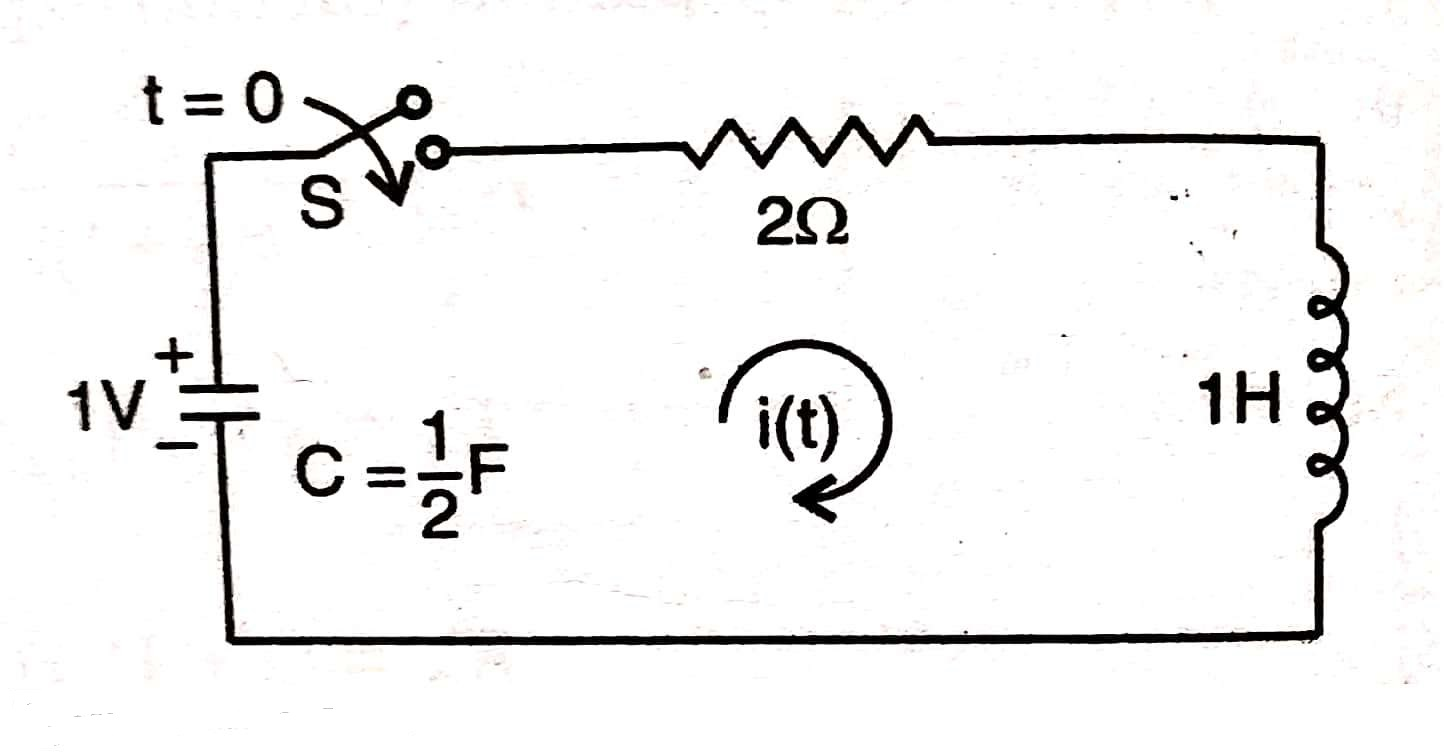 t = 0
S
2Ω
+
1V
−
C = 1/2 F
i(t)
1H